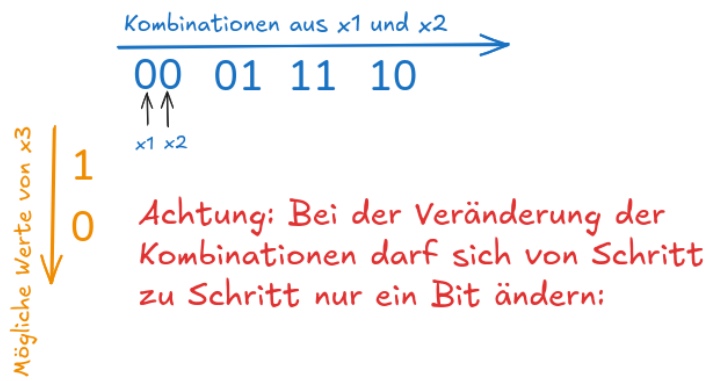 Kombinationen aus x1 und x2
00 01 11 10
x1 x2
Mögliche Werte von x3
1
0
Achtung: Bei der Veränderung der
Kombinationen darf sich von Schritt
zu Schritt nur ein Bit ändern: